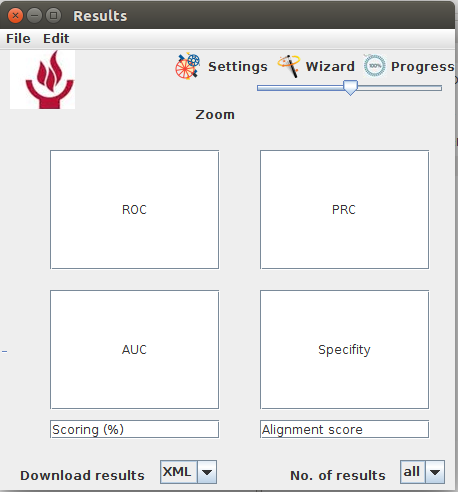 Results
File Edit
Settings Wizard 100% Progress
Zoom
ROC PRC
AUC Specifity
Scoring (%) Alignment score
Download results XML No. of results all